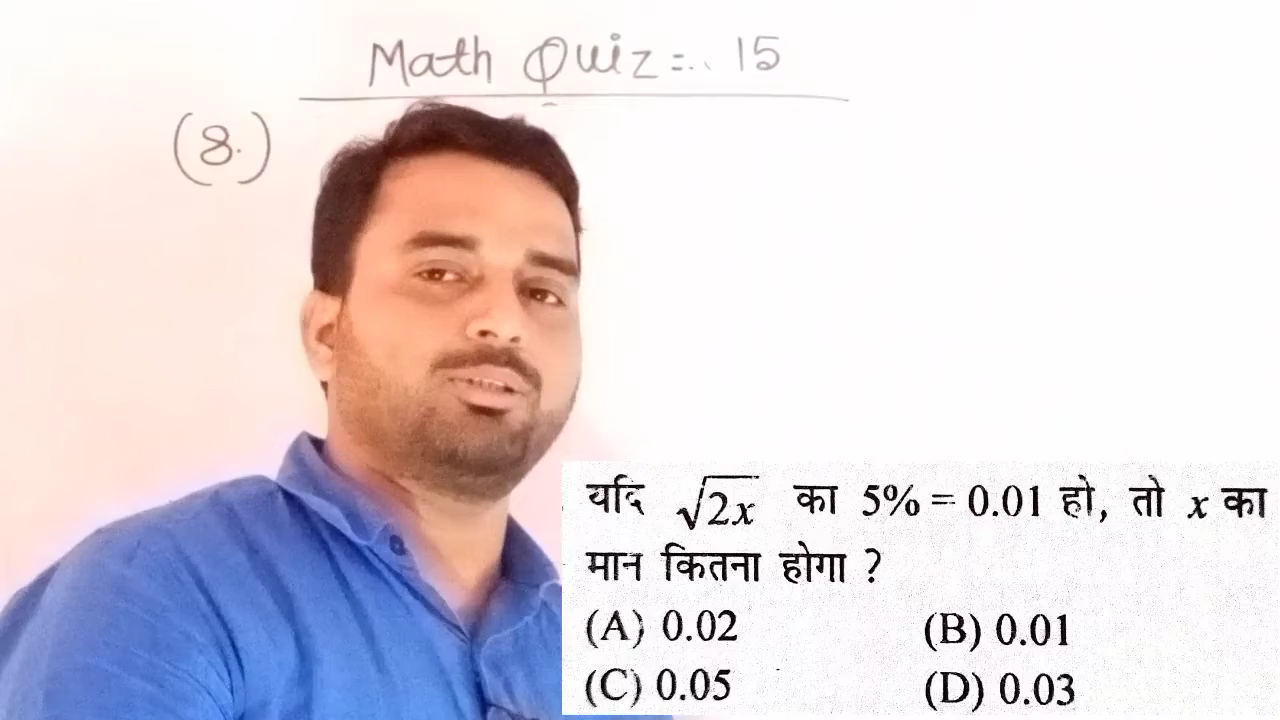 Math Quiz=.. 15
(8.)
यदि √2x का 5% = 0.01 हो, तो x का
मान कितना होगा ?
(A) 0.02 (B) 0.01
(C) 0.05 (D) 0.03